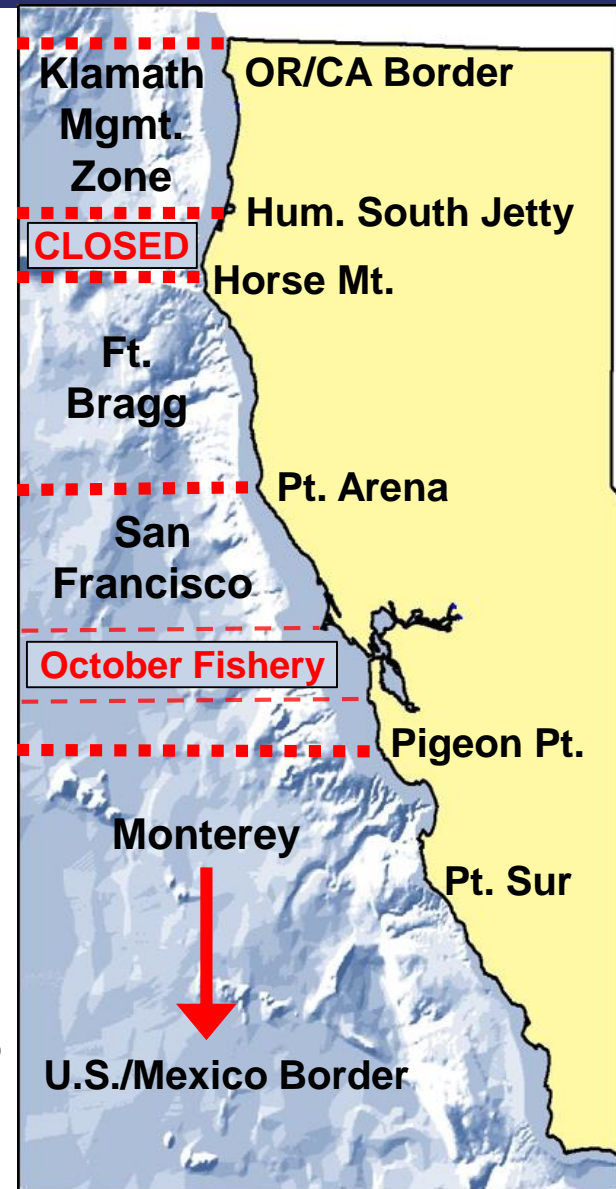 Klamath
Mgmt.
Zone
OR/CA Border
Hum. South Jetty
CLOSED
Horse Mt.
Ft.
Bragg
Pt. Arena
San
Francisco
October Fishery
Pigeon Pt.
Monterey
Pt. Sur
U.S./Mexico Border